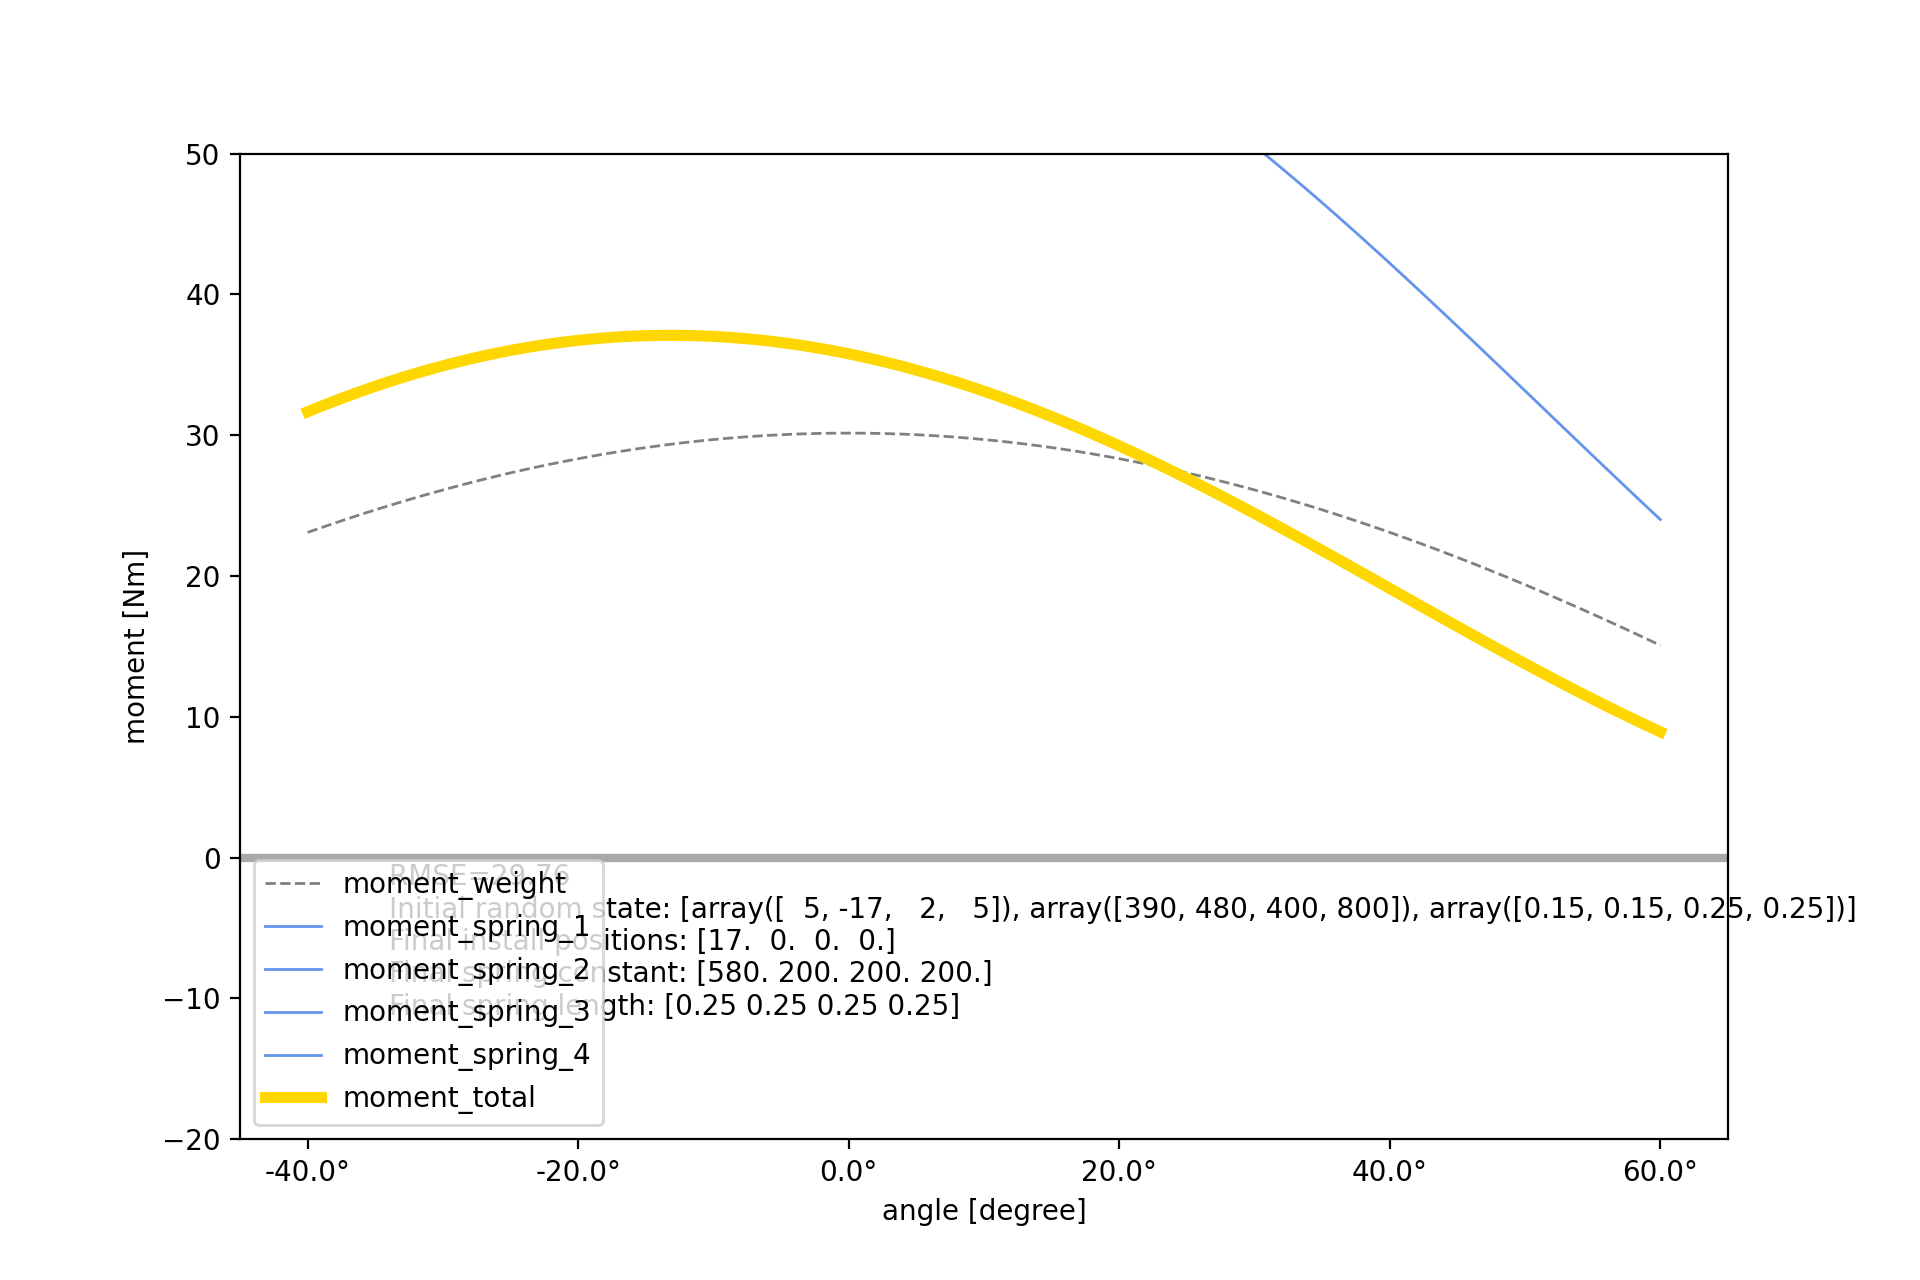 50
40
30
20
10
0
−10
−20
moment [Nm]
RMSE=29.76
Initial random state: [array([  5, -17,   2,   5]), array([390, 480, 400, 800]), array([0.15, 0.15, 0.25, 0.25])]
Final install positions: [17.  0.  0.  0.]
Final spring constant: [580. 200. 200. 200.]
Final spring length: [0.25 0.25 0.25 0.25]
moment_weight
moment_spring_1
moment_spring_2
moment_spring_3
moment_spring_4
moment_total
-40.0° -20.0° 0.0° 20.0° 40.0° 60.0°
angle [degree]